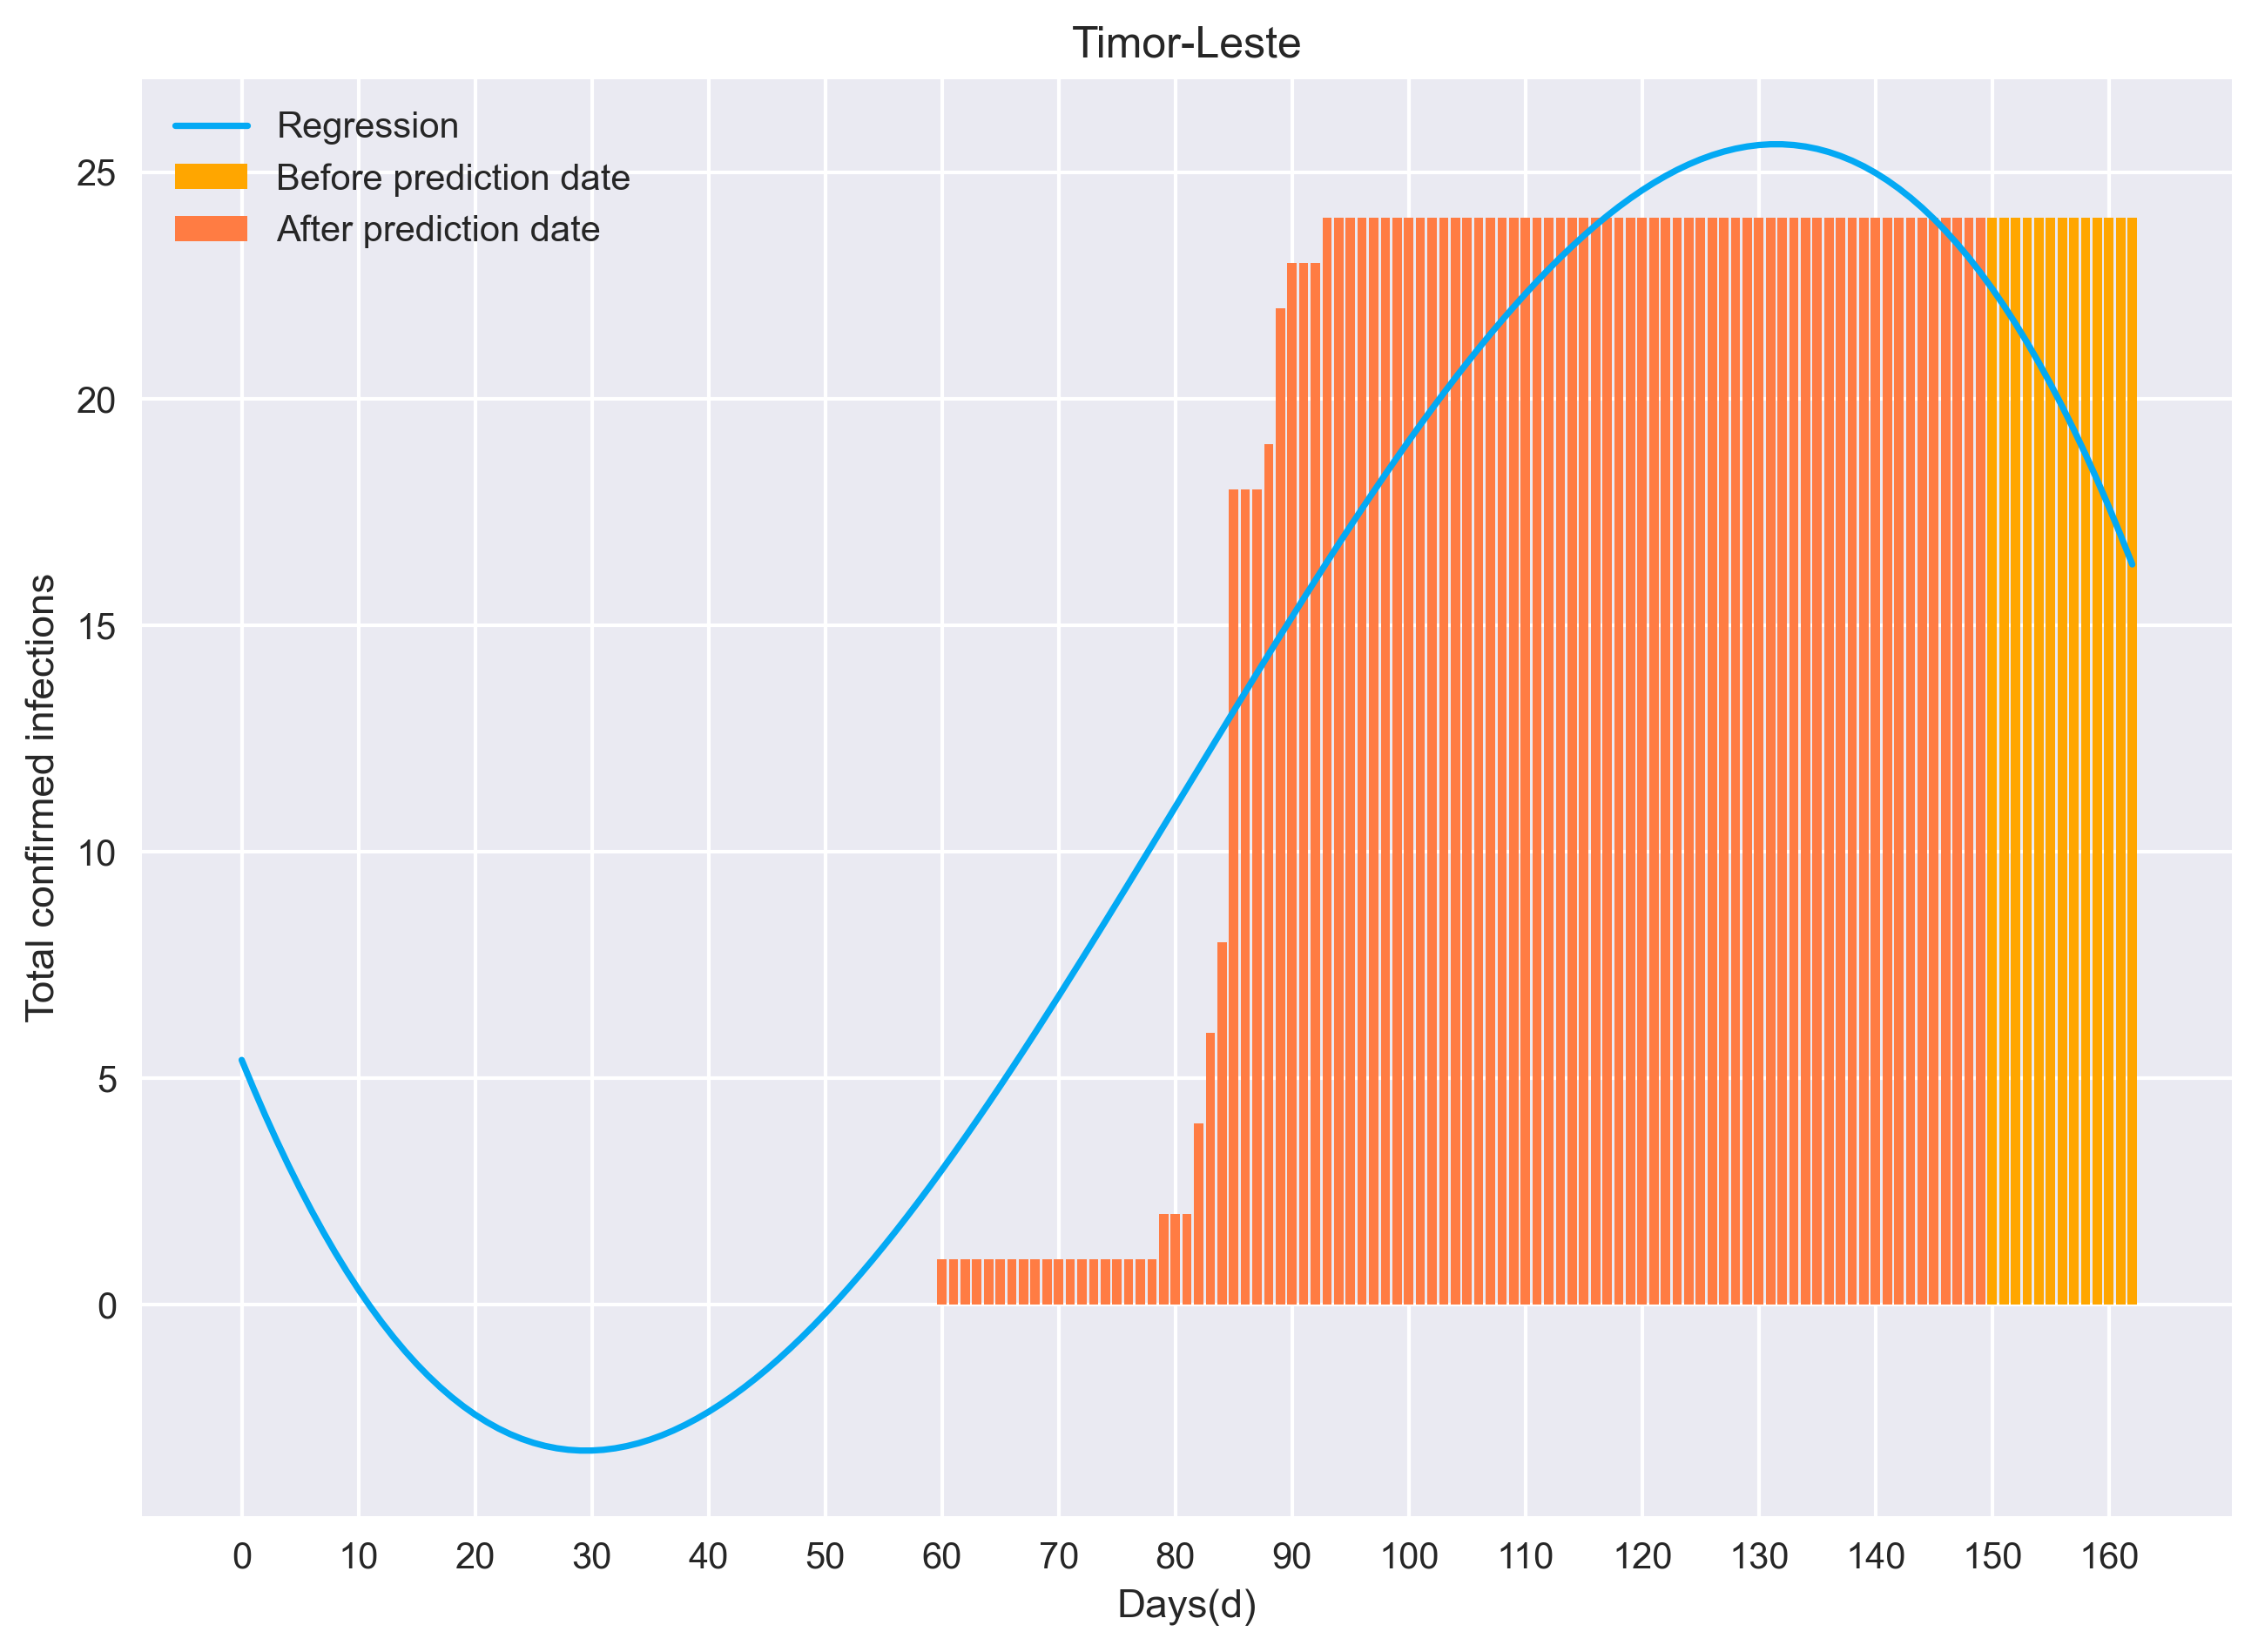 Timor-Leste
Regression
Before prediction date
After prediction date
Total confirmed infections
25
20
15
10
5
0
0 10 20 30 40 50 60 70 80 90 100 110 120 130 140 150 160
Days(d)